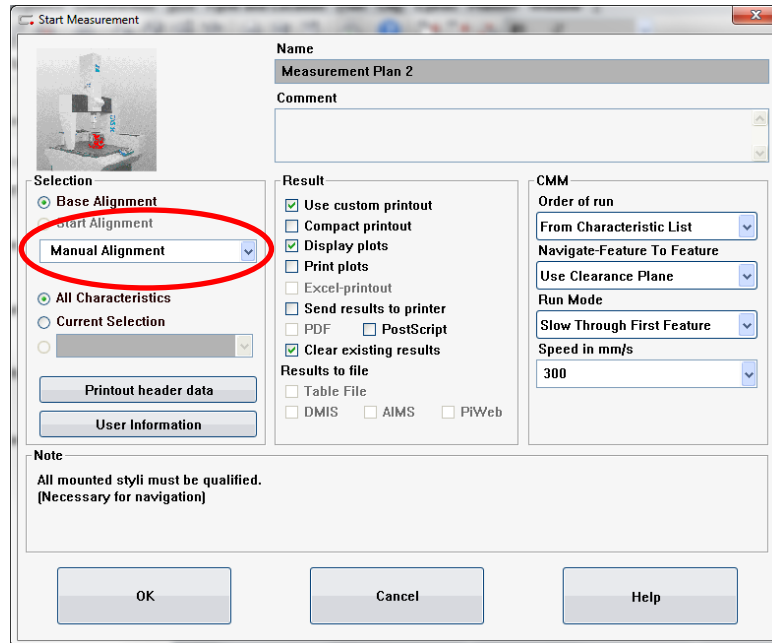 Start Measurement
Name
Measurement Plan 2
Comment
Selection
Base Alignment
Start Alignment
Manual Alignment
All Characteristics
Current Selection
Printout header data
User Information
Result
Use custom printout
Compact printout
Display plots
Print plots
Excel-printout
Send results to printer
PDF PostScript
Clear existing results
Results to file
Table File
DMIS AIMS PiWeb
CMM
Order of run
From Characteristic List
Navigate-Feature To Feature
Use Clearance Plane
Run Mode
Slow Through First Feature
Speed in mm/s
300
Note
All mounted styli must be qualified.
(Necessary for navigation)
OK Cancel Help